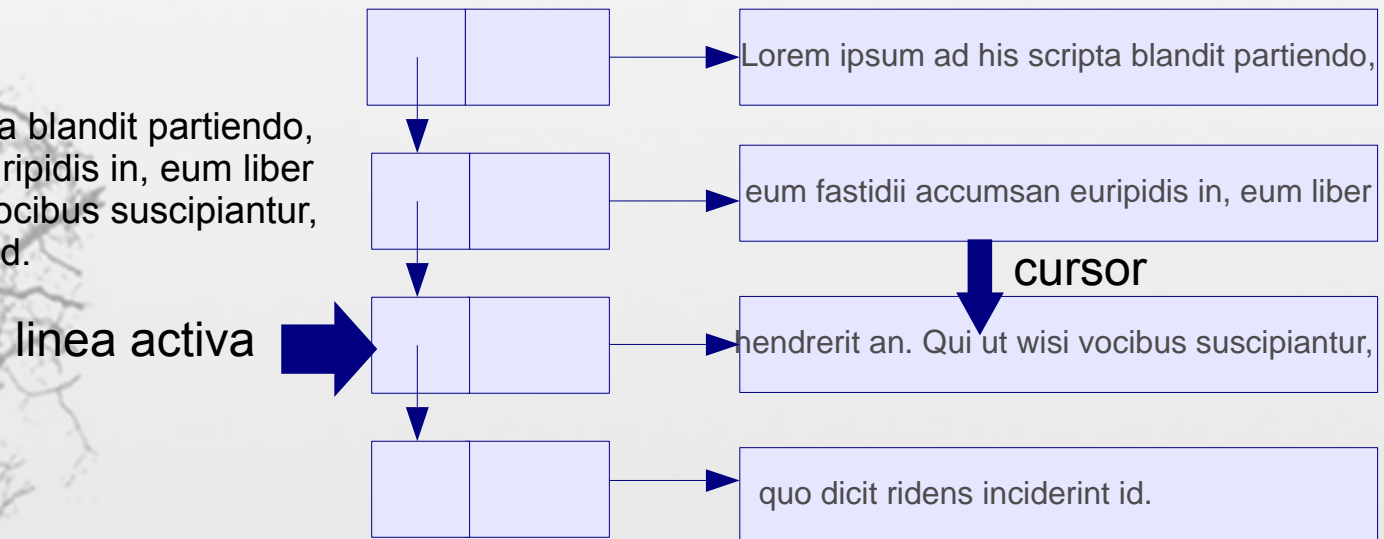 a blandit partiendo,
ripidis in, eum liber
ocibus suscipiantur,
d.
linea activa
Lorem ipsum ad his scripta blandit partiendo,
eum fastidii accumsan euripidis in, eum liber
cursor
hendrerit an. Qui ut wisi vocibus suscipiantur,
quo dicit ridens inciderint id.